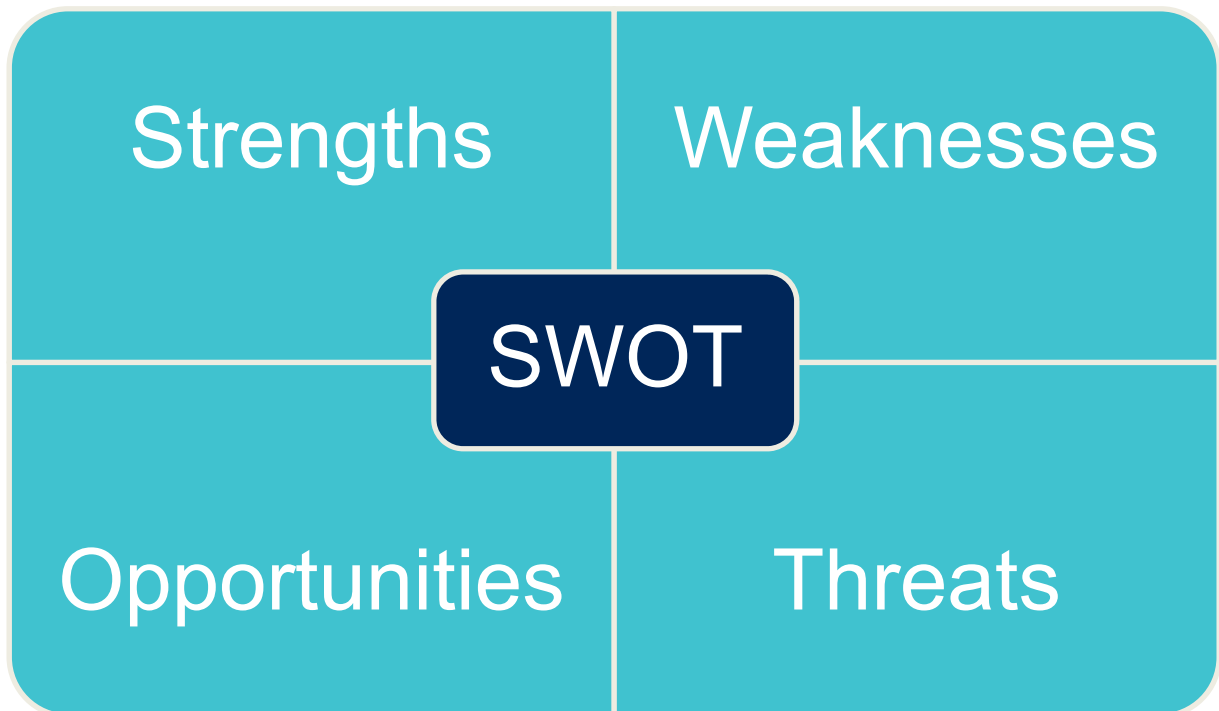 Strengths
Weaknesses
SWOT
Opportunities
Threats